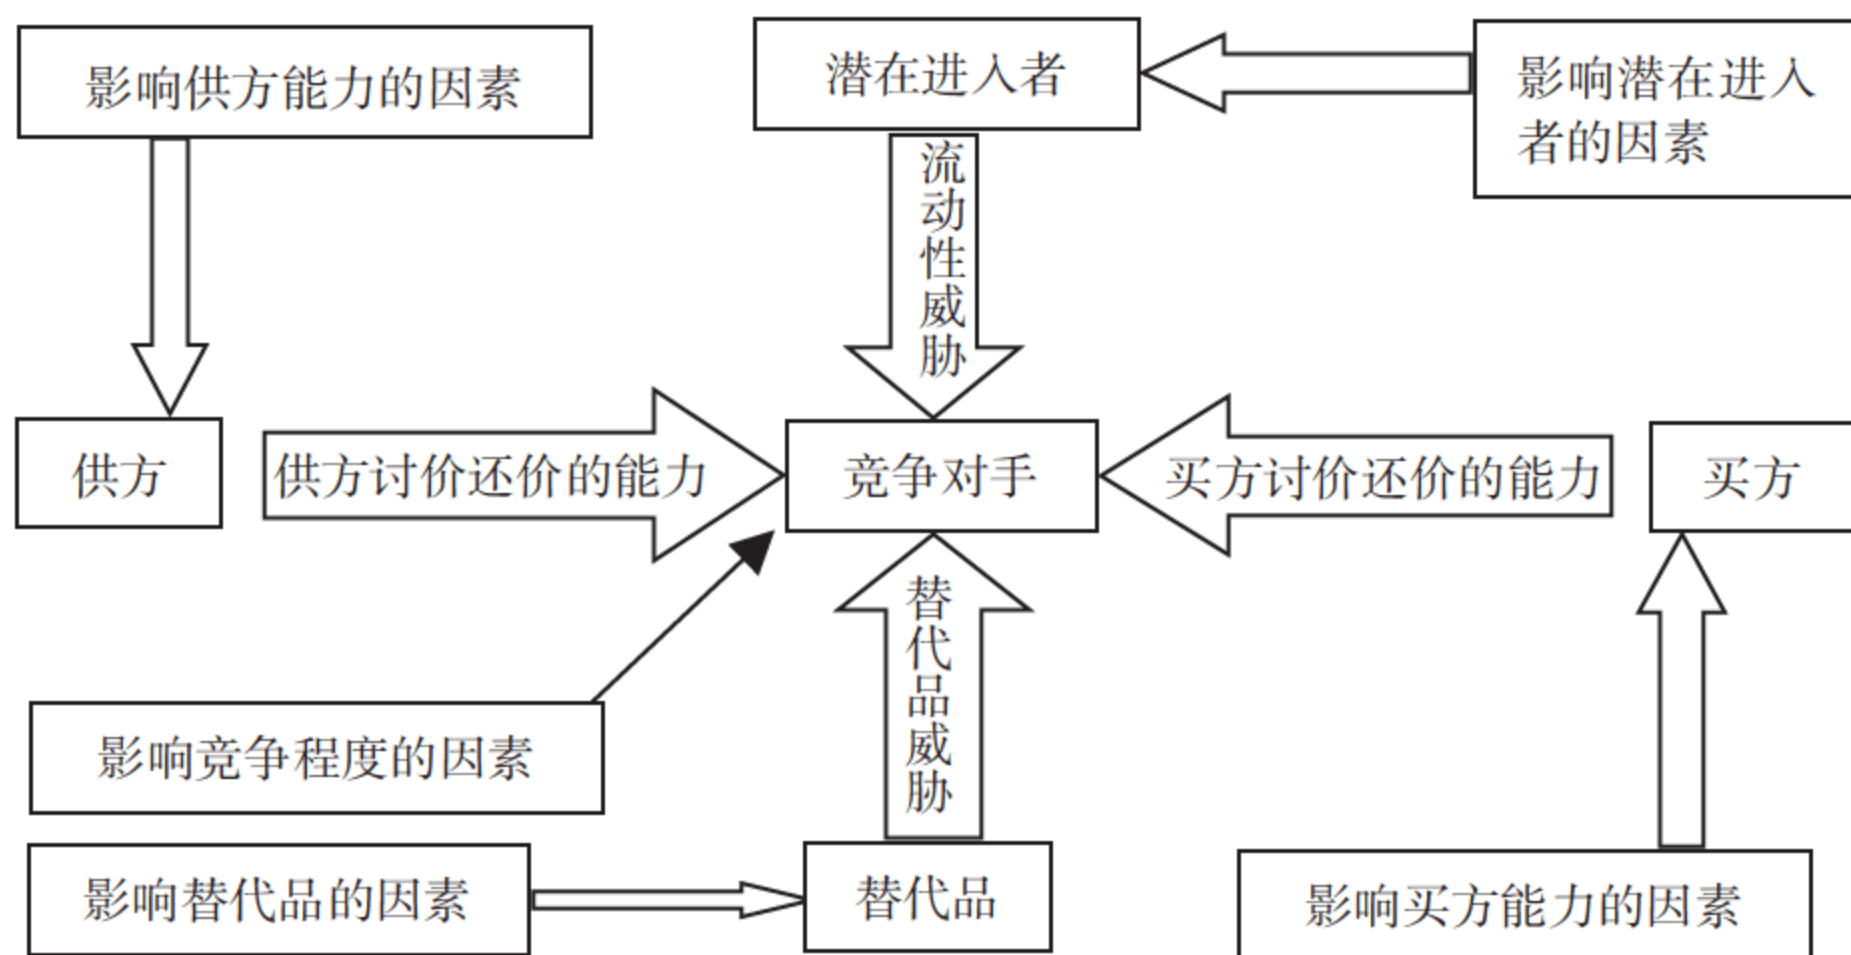 影响供方能力的因素
潜在进入者
影响潜在进入
者的因素
流动性威胁
供方
供方讨价还价的能力
竞争对手
买方讨价还价的能力
买方
替代品威胁
影响竞争程度的因素
影响替代品的因素
替代品
影响买方能力的因素